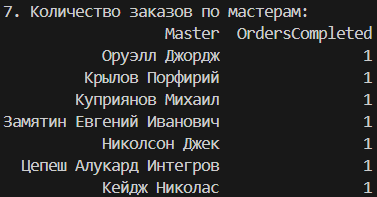 7. Количество заказов по мастерам:
Master OrdersCompleted
Оруэлл Джордж 1
Крылов Порфирий 1
Куприянов Михаил 1
Замятин Евгений Иванович 1
Николсон Джек 1
Цепеш Алукард Интегров 1
Кейдж Николас 1